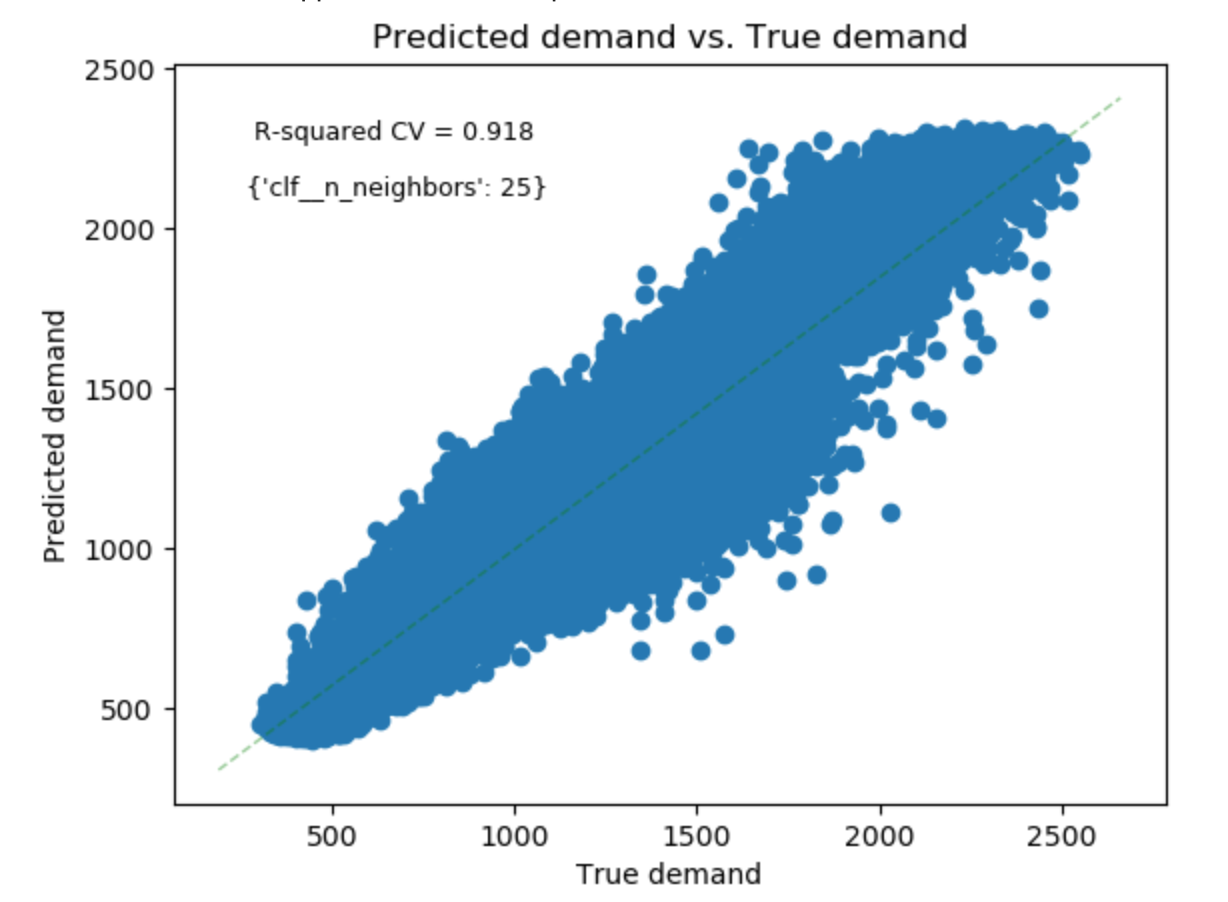 Predicted demand vs. True demand
R-squared CV = 0.918
{'clf__n_neighbors': 25}
Predicted demand
2500
2000
1500
1000
500
500 1000 1500 2000 2500
True demand